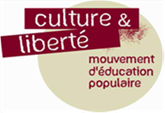 culture &
liberté
mouvement
d'éducation
populaire